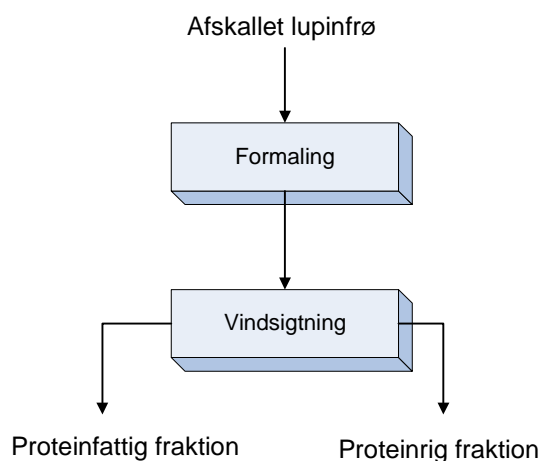 Afskallet lupinfrø
Formaling
Vindsigtning
Proteinfattig fraktion
Proteinrig fraktion